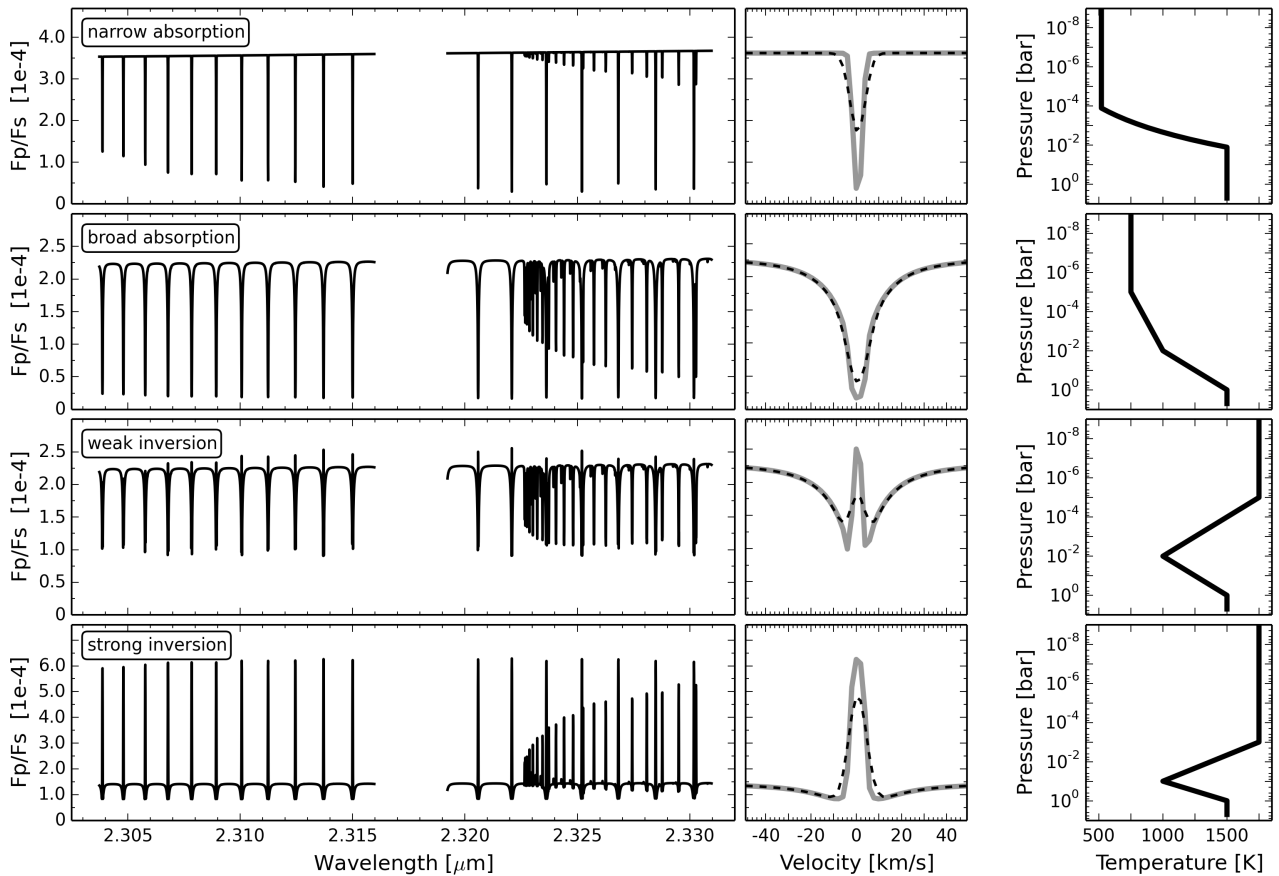 narrow absorption
Fp/Fs [1e-4]
4.0
3.0
2.0
1.0
0
Pressure [bar]
10^-8
10^-6
10^-4
10^-2
10^0
broad absorption
Fp/Fs [1e-4]
2.5
2.0
1.5
1.0
0.5
0
Pressure [bar]
10^-8
10^-6
10^-4
10^-2
10^0
weak inversion
Fp/Fs [1e-4]
2.5
2.0
1.5
1.0
0.5
0
Pressure [bar]
10^-8
10^-6
10^-4
10^-2
10^0
strong inversion
Fp/Fs [1e-4]
6.0
5.0
4.0
3.0
2.0
1.0
0
Pressure [bar]
10^-8
10^-6
10^-4
10^-2
10^0
2.305 2.310 2.315 2.320 2.325 2.330
Wavelength [μm]
-40 -20 0 20 40
Velocity [km/s]
500 1000 1500
Temperature [K]